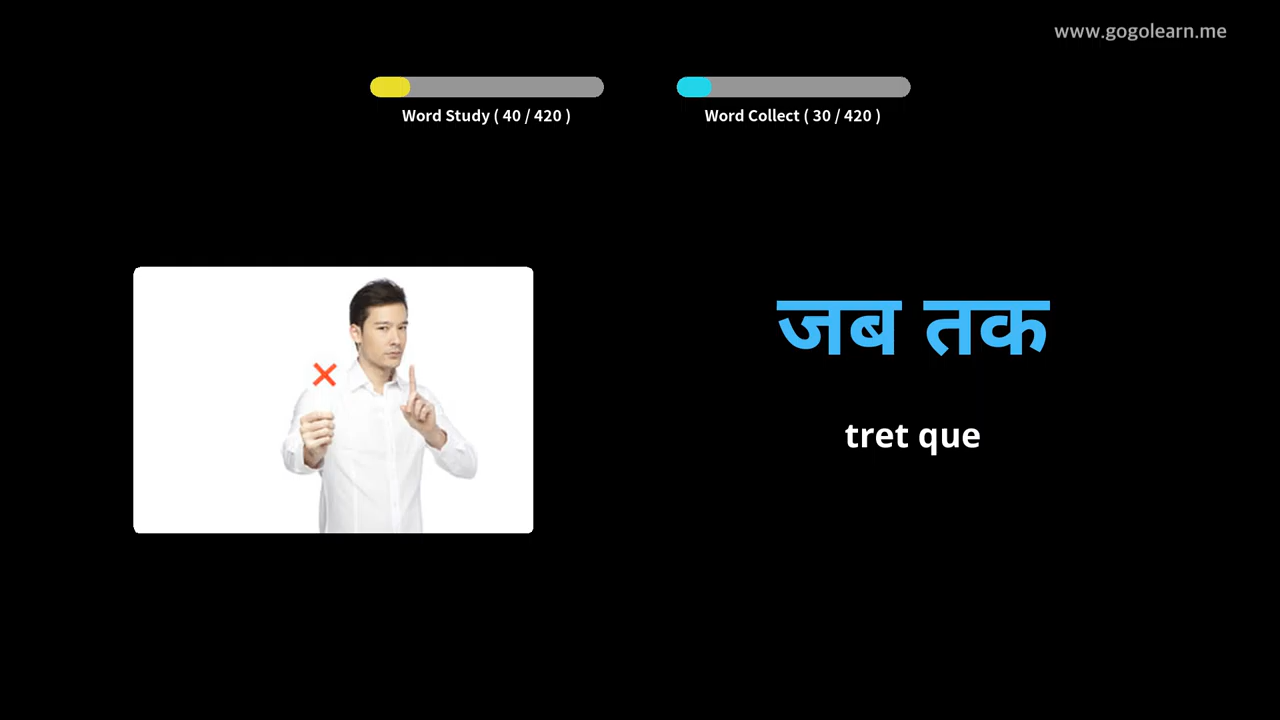 www.gogolearn.me
Word Study ( 40 / 420 )
Word Collect ( 30 / 420 )
जब तक
tret que